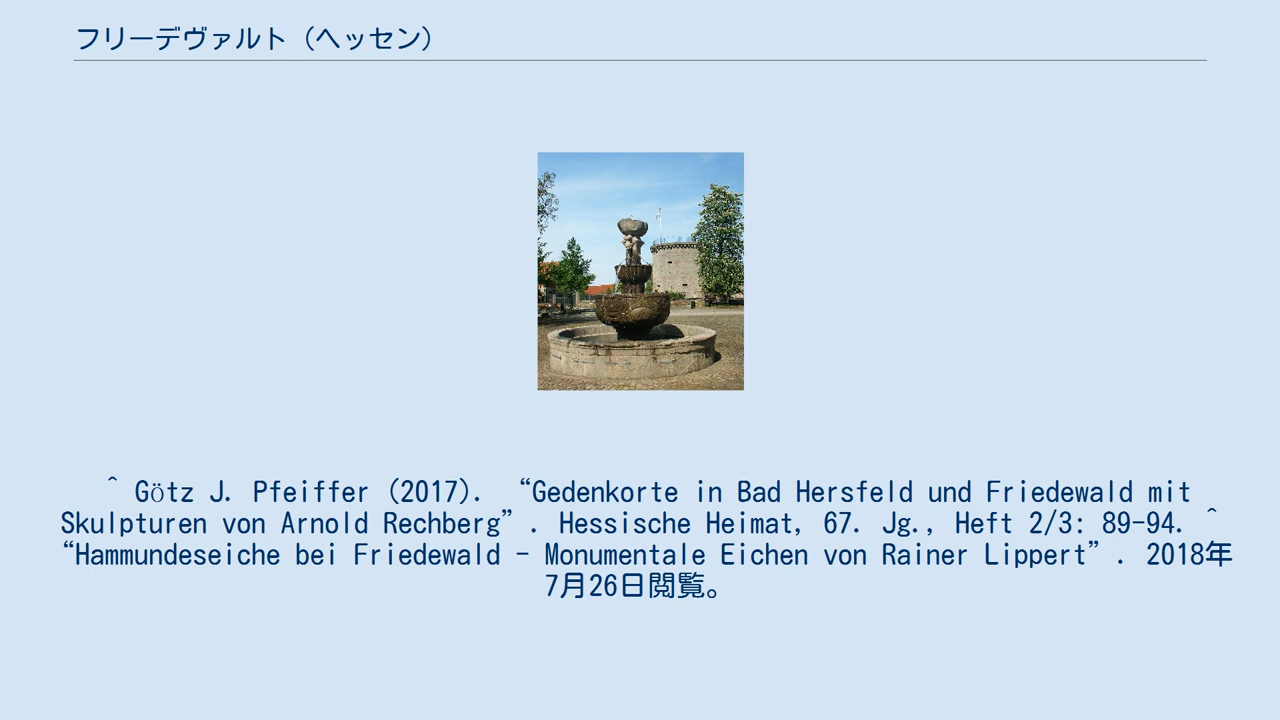 フリーデヴァルト (ヘッセン)
^ Götz J. Pfeiffer (2017). “Gedenkorte in Bad Hersfeld und Friedewald mit
Skulpturen von Arnold Rechberg”. Hessische Heimat, 67. Jg., Heft 2/3: 89-94. ^
“Hammundeseiche bei Friedewald – Monumentale Eichen von Rainer Lippert”. 2018年
7月26日閲覧。